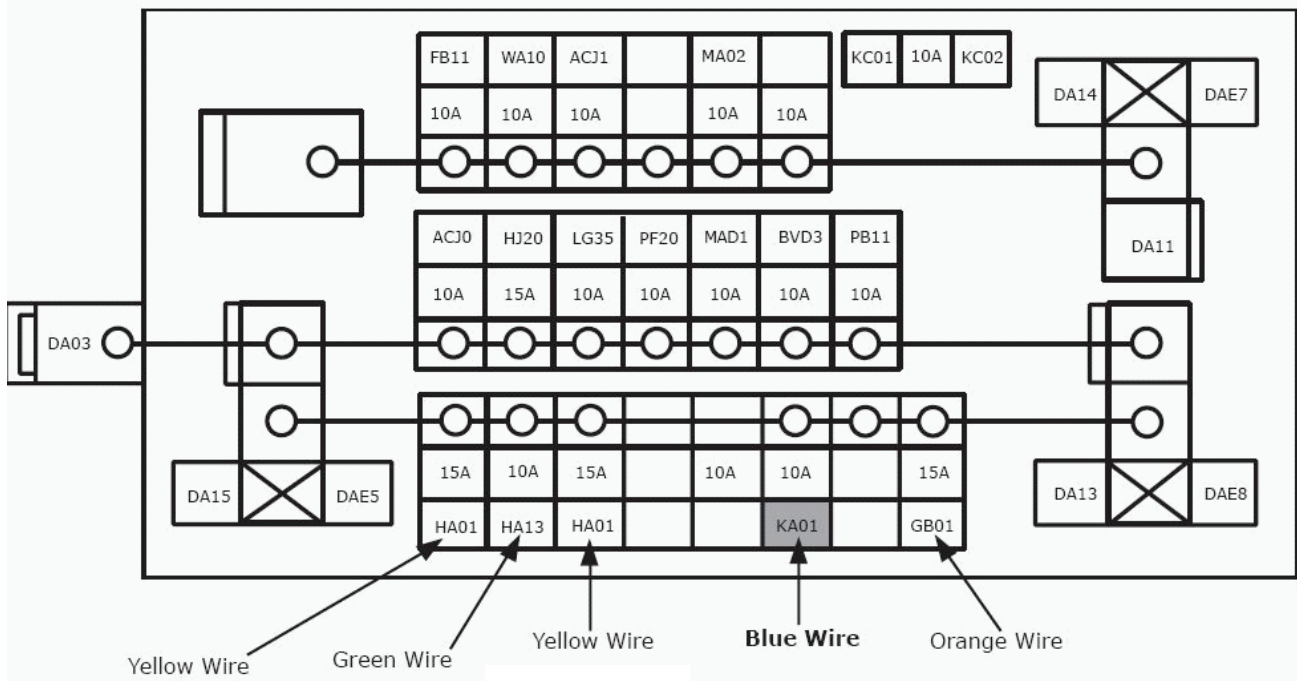 FB11 WA10 ACJ1 MA02 KC01 10A KC02
10A 10A 10A 10A 10A
DA14 DAE7
DA11
ACJ0 HJ20 LG35 PF20 MAD1 BVD3 PB11
10A 15A 10A 10A 10A 10A 10A
DA03
15A 10A 15A 10A 10A 15A
DA15 DAE5 DA13 DAE8
HA01 HA13 HA01 KA01 GB01
Yellow Wire Green Wire Yellow Wire Blue Wire Orange Wire